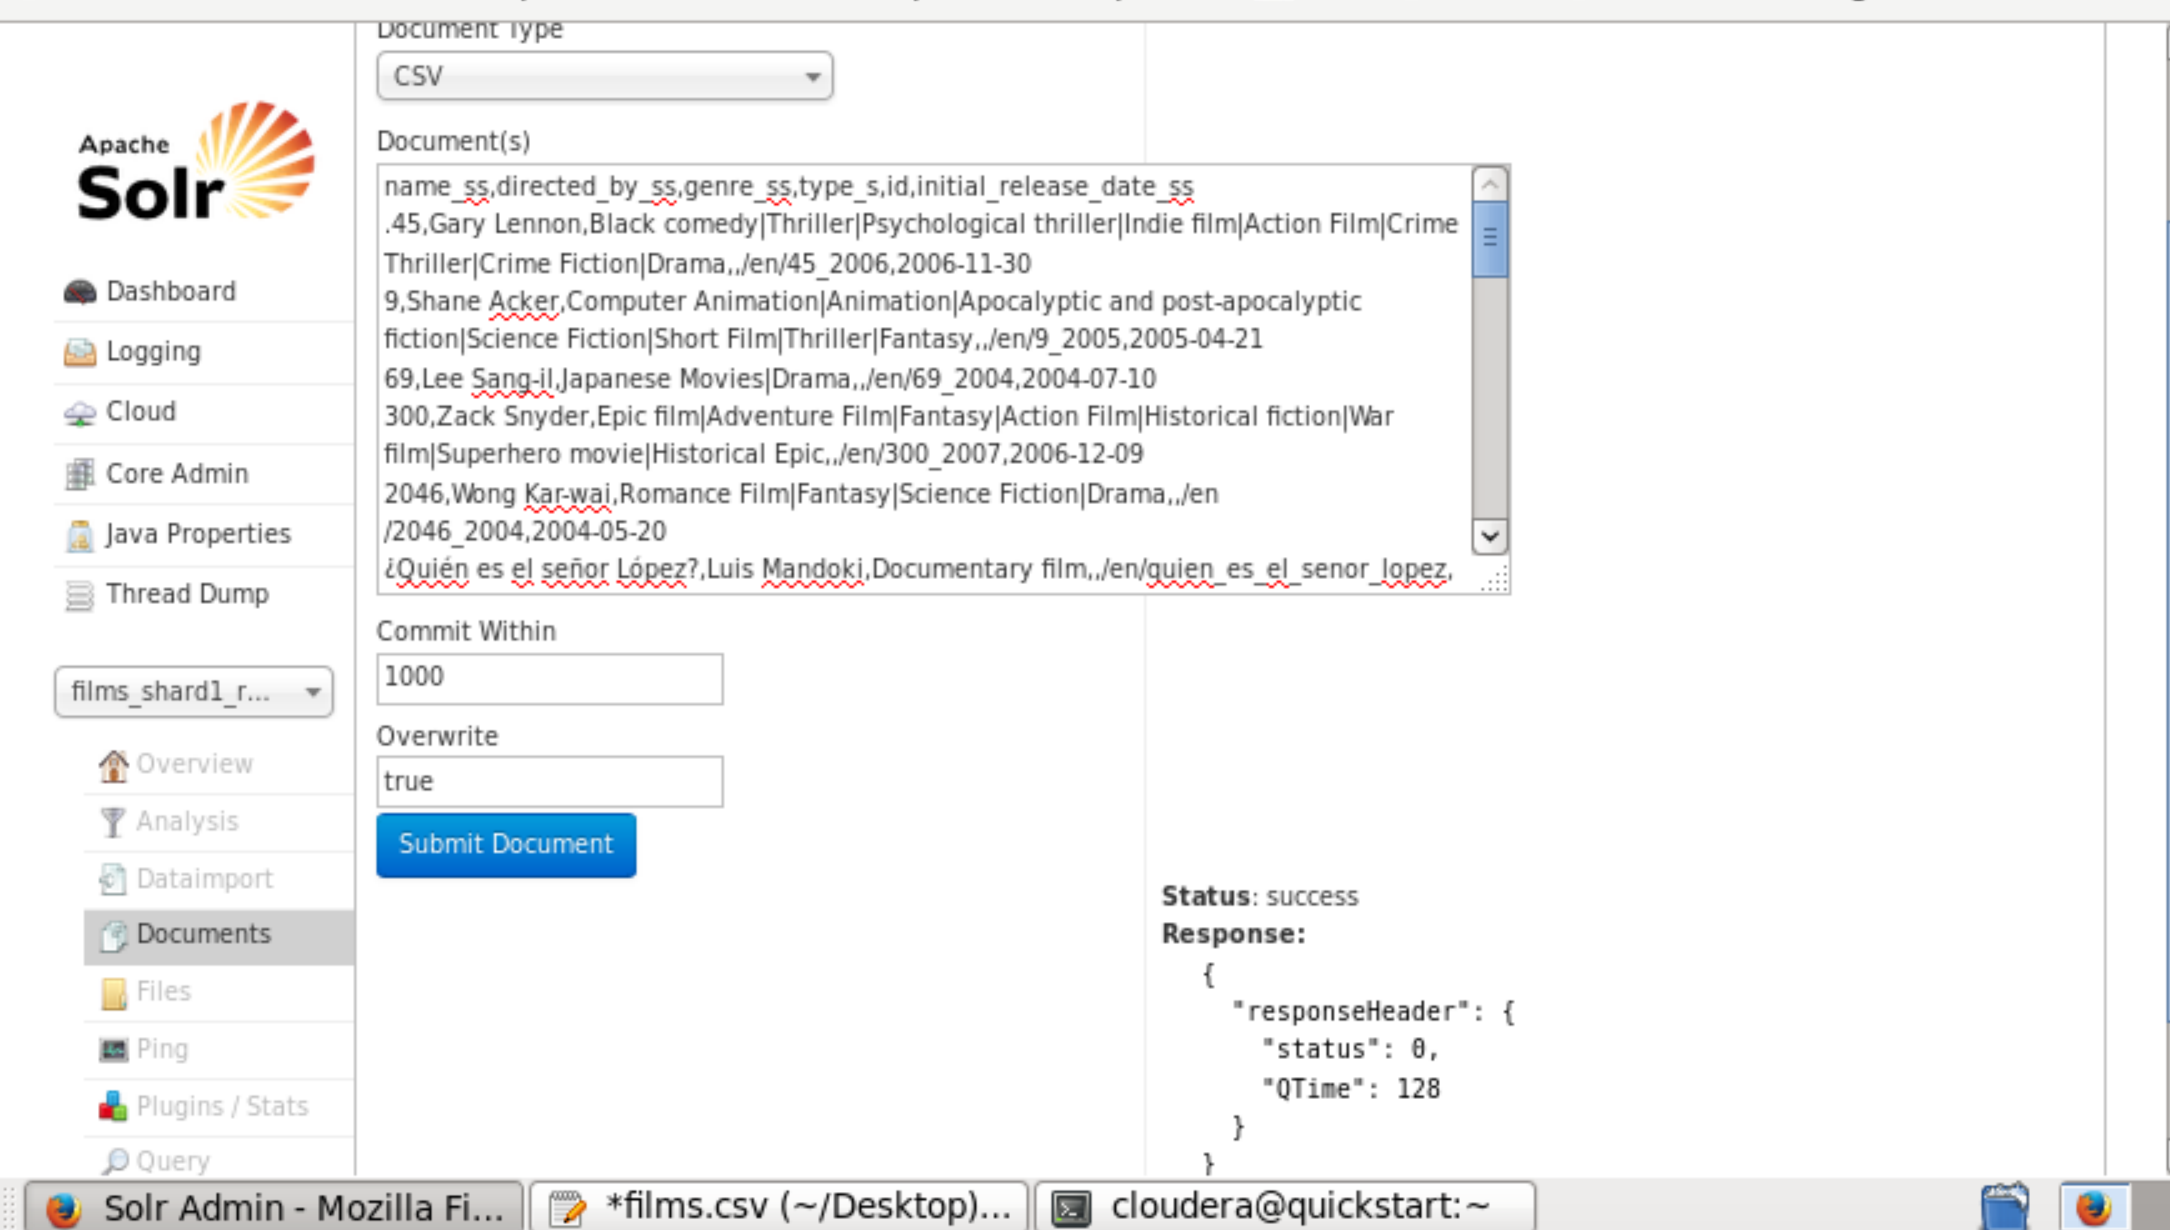 Document Type
CSV
Document(s)
name_ss,directed_by_ss,genre_ss,type_s,id,initial_release_date_ss
.45,Gary Lennon,Black comedy|Thriller|Psychological thriller|Indie film|Action Film|Crime
Thriller|Crime Fiction|Drama,,/en/45_2006,2006-11-30
9,Shane Acker,Computer Animation|Animation|Apocalyptic and post-apocalyptic
fiction|Science Fiction|Short Film|Thriller|Fantasy,,/en/9_2005,2005-04-21
69,Lee Sang-il,Japanese Movies|Drama,,/en/69_2004,2004-07-10
300,Zack Snyder,Epic film|Adventure Film|Fantasy|Action Film|Historical fiction|War
film|Superhero movie|Historical Epic,,/en/300_2007,2006-12-09
2046,Wong Kar-wai,Romance Film|Fantasy|Science Fiction|Drama,,/en
/2046_2004,2004-05-20
¿Quién es el señor López?,Luis Mandoki,Documentary film,,/en/quien_es_el_senor_lopez,
Commit Within
1000
Overwrite
true
Submit Document
Status: success
Response:
{
"responseHeader": {
"status": 0,
"QTime": 128
}
}
Apache
Solr
Dashboard
Logging
Cloud
Core Admin
Java Properties
Thread Dump
films_shard1_r...
Overview
Analysis
Dataimport
Documents
Files
Ping
Plugins / Stats
Query
Solr Admin - Mozilla Fi...
*films.csv (~/Desktop)...
cloudera@quickstart:~